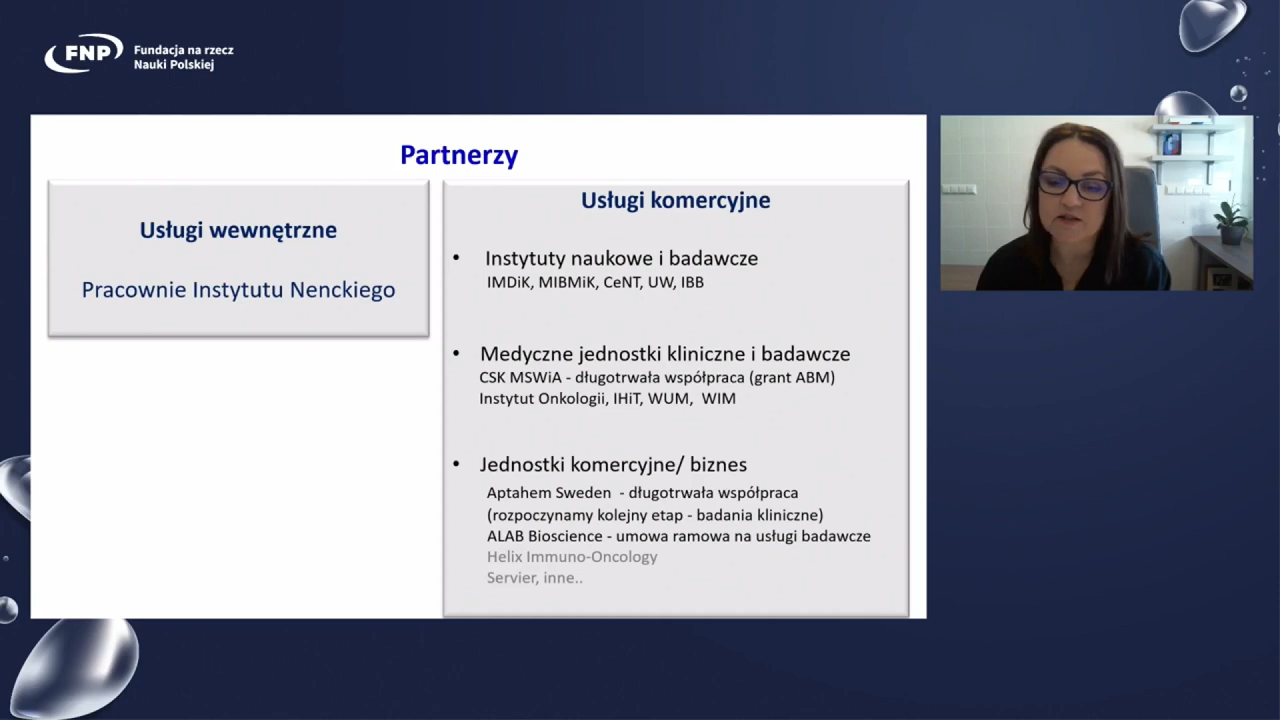 FNP
Fundacja na rzecz
Nauki Polskiej
Partnerzy
Usługi wewnętrzne
Pracownie Instytutu Nenckiego
Usługi komercyjne
• Instytuty naukowe i badawcze
IMDiK, MIBMiK, CeNT, UW, IBB
• Medyczne jednostki kliniczne i badawcze
CSK MSWiA - długotrwała współpraca (grant ABM)
Instytut Onkologii, IHiT, WUM, WIM
• Jednostki komercyjne/ biznes
Aptahem Sweden - długotrwała współpraca
(rozpoczynamy kolejny etap - badania kliniczne)
ALAB Bioscience - umowa ramowa na usługi badawcze
Helix Immuno-Oncology
Servier, inne..